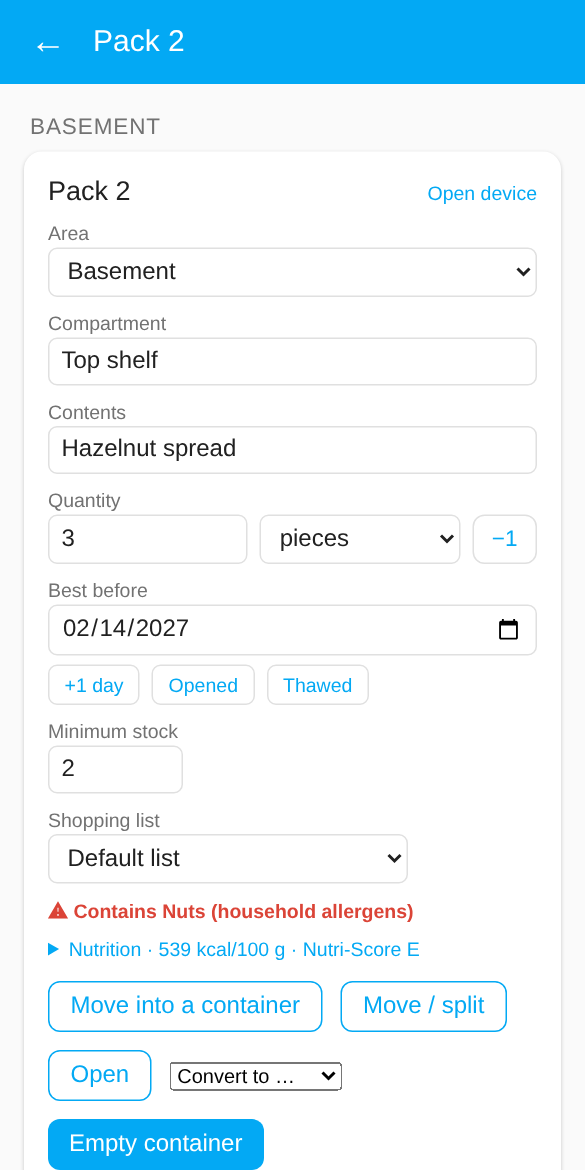 ← Pack 2
BASEMENT
Pack 2 Open device
Area
Basement
Compartment
Top shelf
Contents
Hazelnut spread
Quantity
3 pieces −1
Best before
02/14/2027
+1 day Opened Thawed
Minimum stock
2
Shopping list
Default list
Contains Nuts (household allergens)
Nutrition · 539 kcal/100 g · Nutri-Score E
Move into a container Move / split
Open Convert to …
Empty container